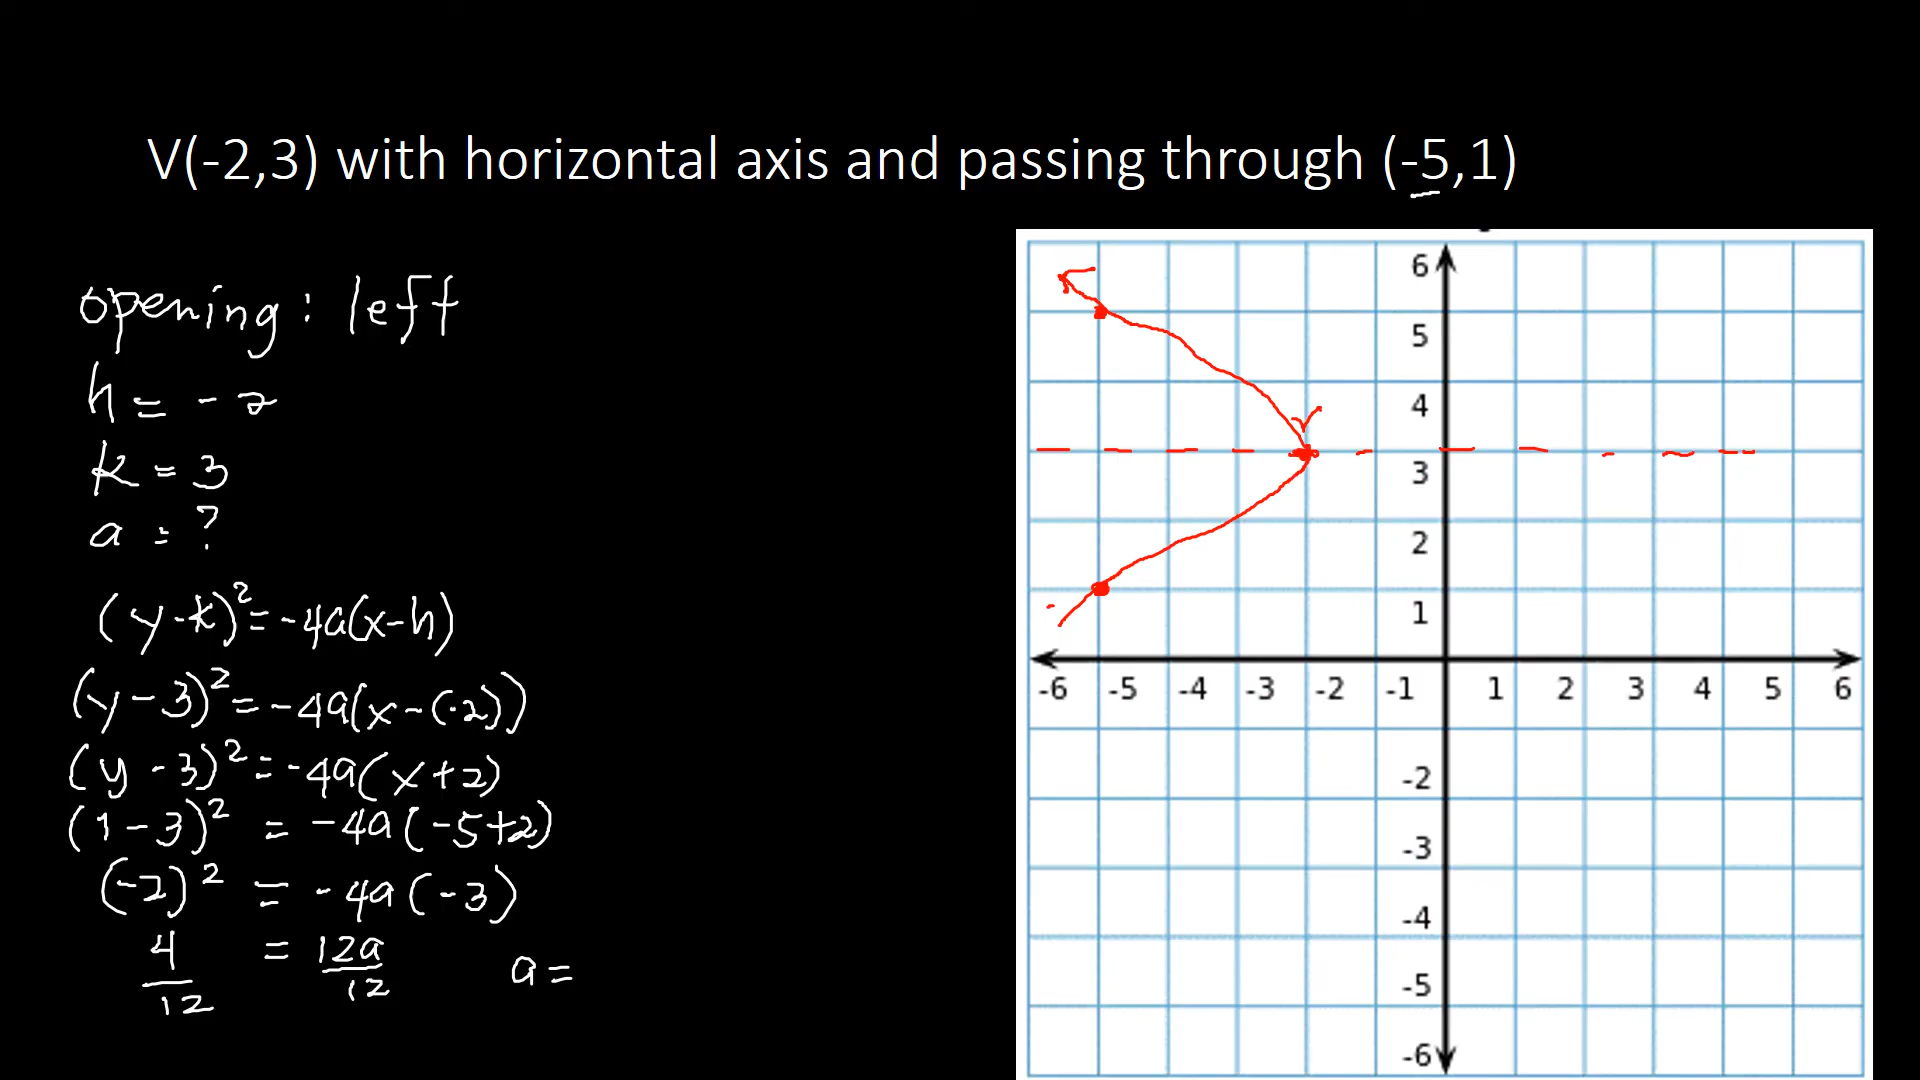 V(-2,3) with horizontal axis and passing through (-5,1)
opening: left
h = -2
k = 3
a = ?
(y-k)² = -4a(x-h)
(y-3)² = -4a(x-(-2))
(y-3)² = -4a(x+2)
(1-3)² = -4a(-5+2)
(-2)² = -4a(-3)
4/12 = 12a/12 a =
6
5
4
3
2
1
-6 -5 -4 -3 -2 -1 1 2 3 4 5 6
-2
-3
-4
-5
-6